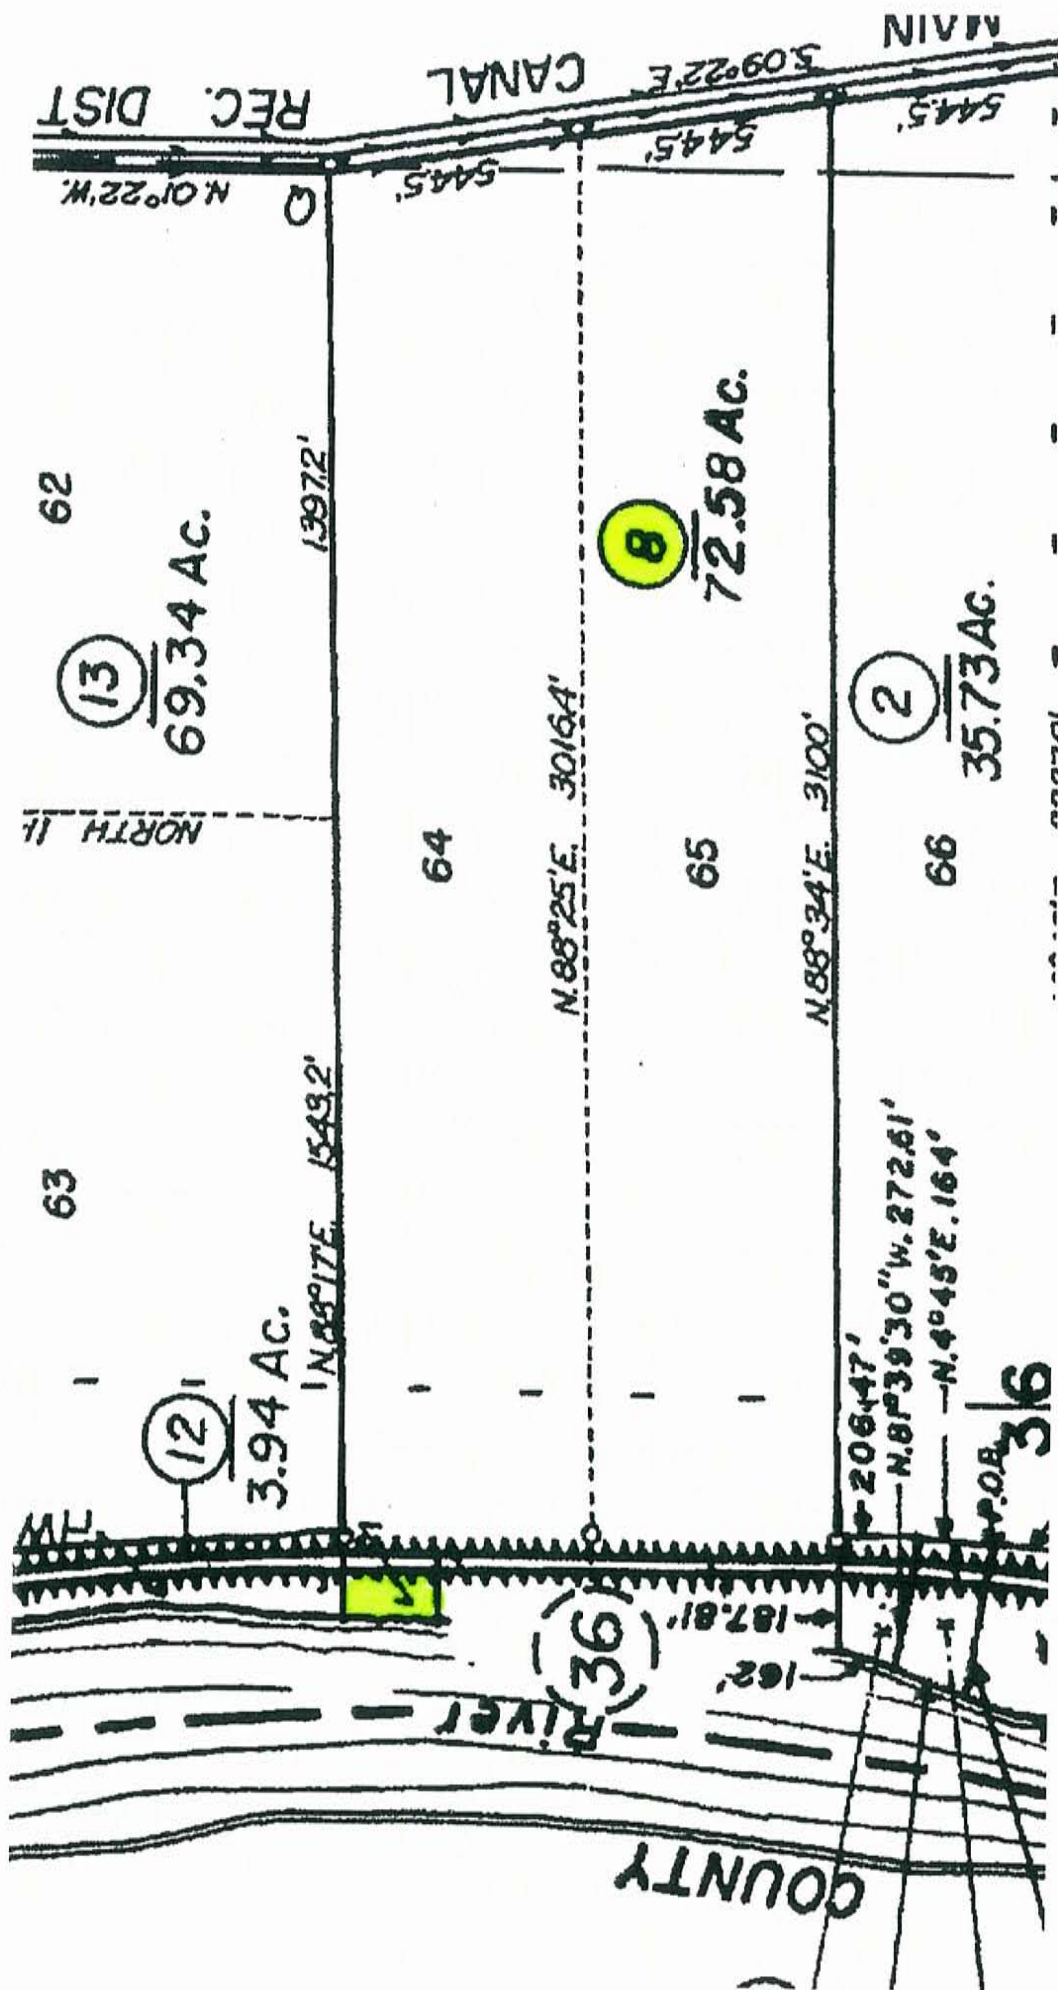 REC. DIST
MAIN
CANAL
N.01°22'W.
S.09°22'E
Q
544.5'
544.5'
544.5'
62
13
69.34 Ac.
1397.2'
NORTH
63
N.88°17'E. 1549.2'
12
3.94 Ac.
64
N.88°25'E. 3016.4'
8
72.58 Ac.
65
N.88°34'E. 3100'
2
35.73 Ac.
66
206.47'
N.81°39'30"W. 272.61'
N.4°45'E. 164'
P.O.B.
36
187.81'
162'
36
River
COUNTY